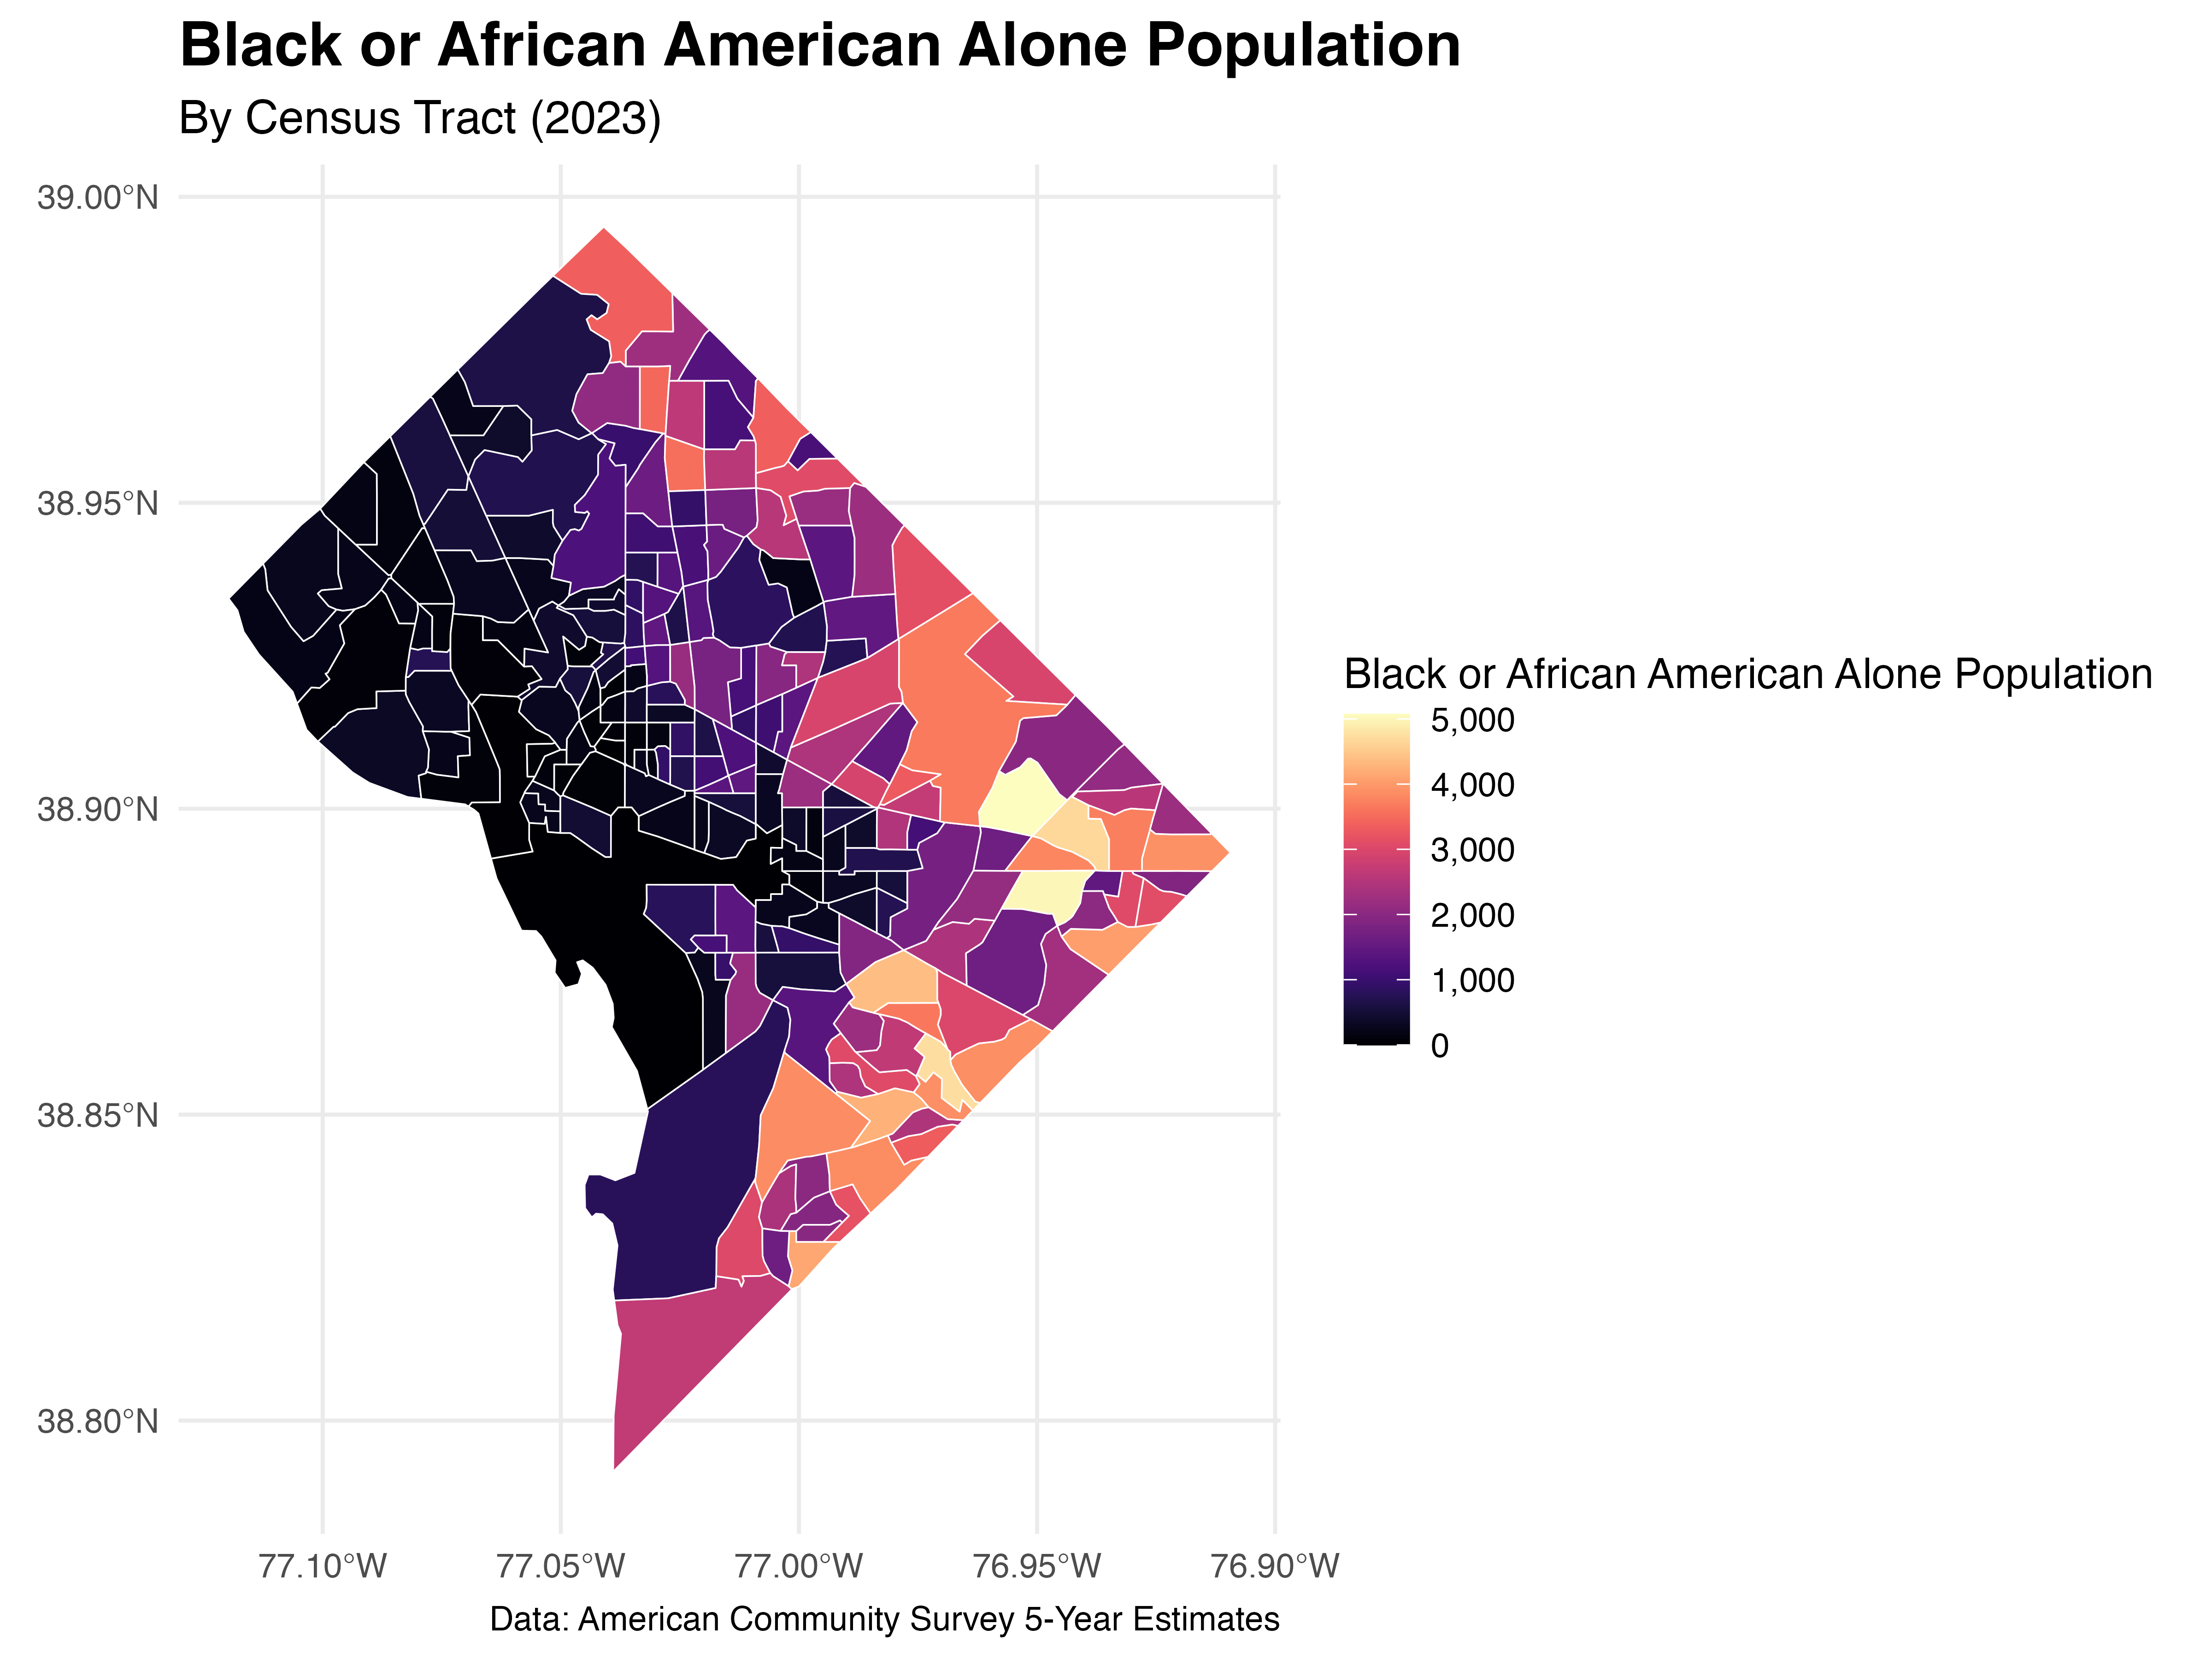 Black or African American Alone Population
By Census Tract (2023)
39.00°N
38.95°N
38.90°N
38.85°N
38.80°N
77.10°W
77.05°W
77.00°W
76.95°W
76.90°W
Black or African American Alone Population
5,000
4,000
3,000
2,000
1,000
0
Data: American Community Survey 5-Year Estimates